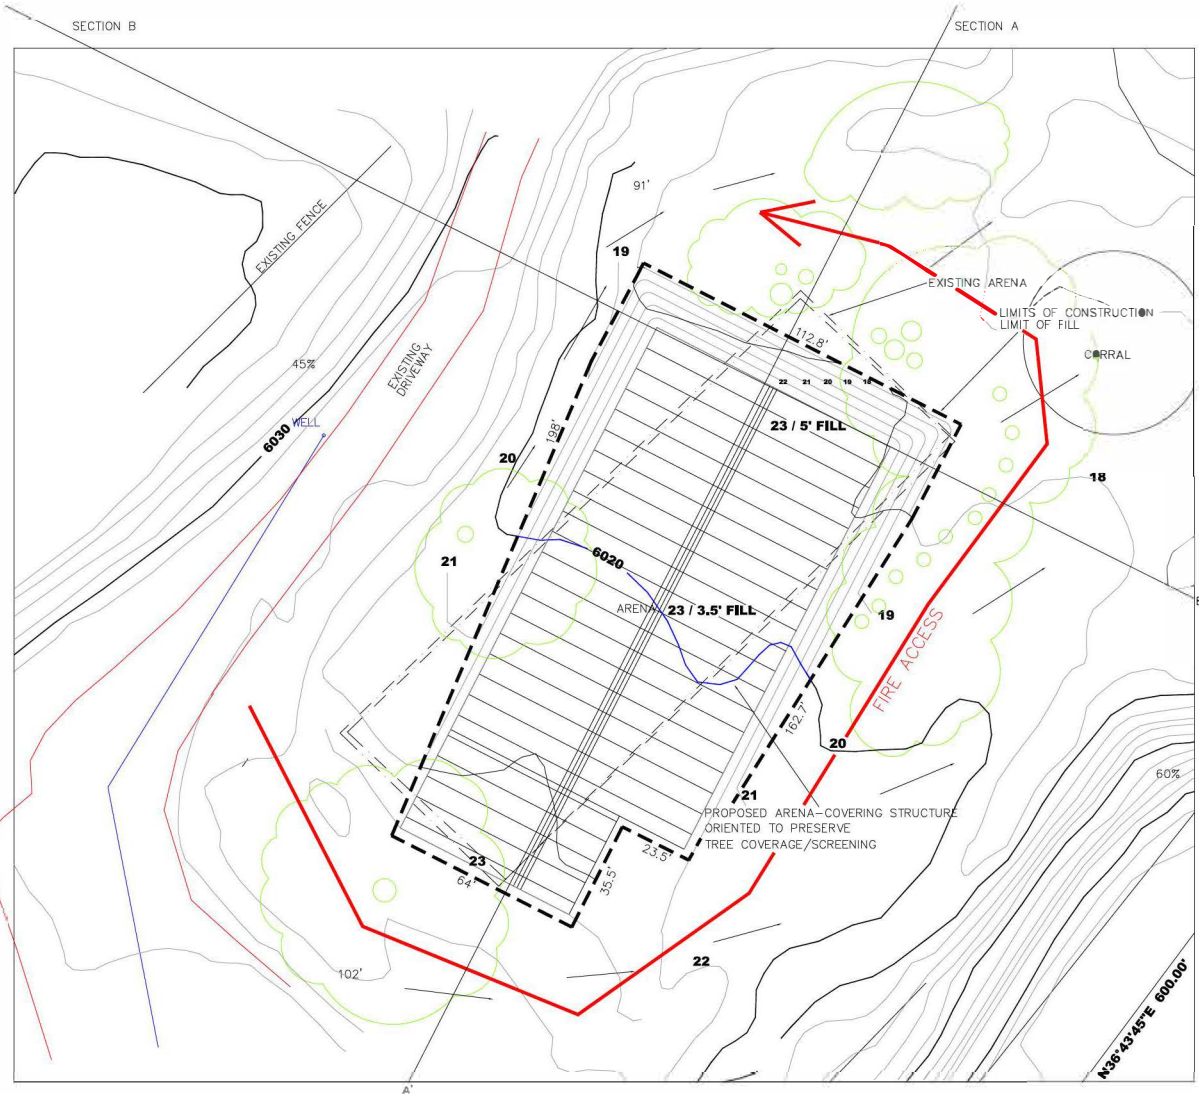 SECTION B
SECTION A
91'
EXISTING FENCE
19
EXISTING ARENA
LIMITS OF CONSTRUCTION
LIMIT OF FILL
112.8'
CORRAL
45%
EXISTING
DRIVEWAY
22 21 20 19 18
6030
WELL
198'
23 / 5' FILL
20
18
21
6020
ARENA
23 / 3.5' FILL
19
FIRE ACCESS
162.7'
20
60%
21
PROPOSED ARENA-COVERING STRUCTURE
ORIENTED TO PRESERVE
TREE COVERAGE/SCREENING
23.5'
23
64'
35.5'
22
102'
N36°43'45"E 600.00'
A'